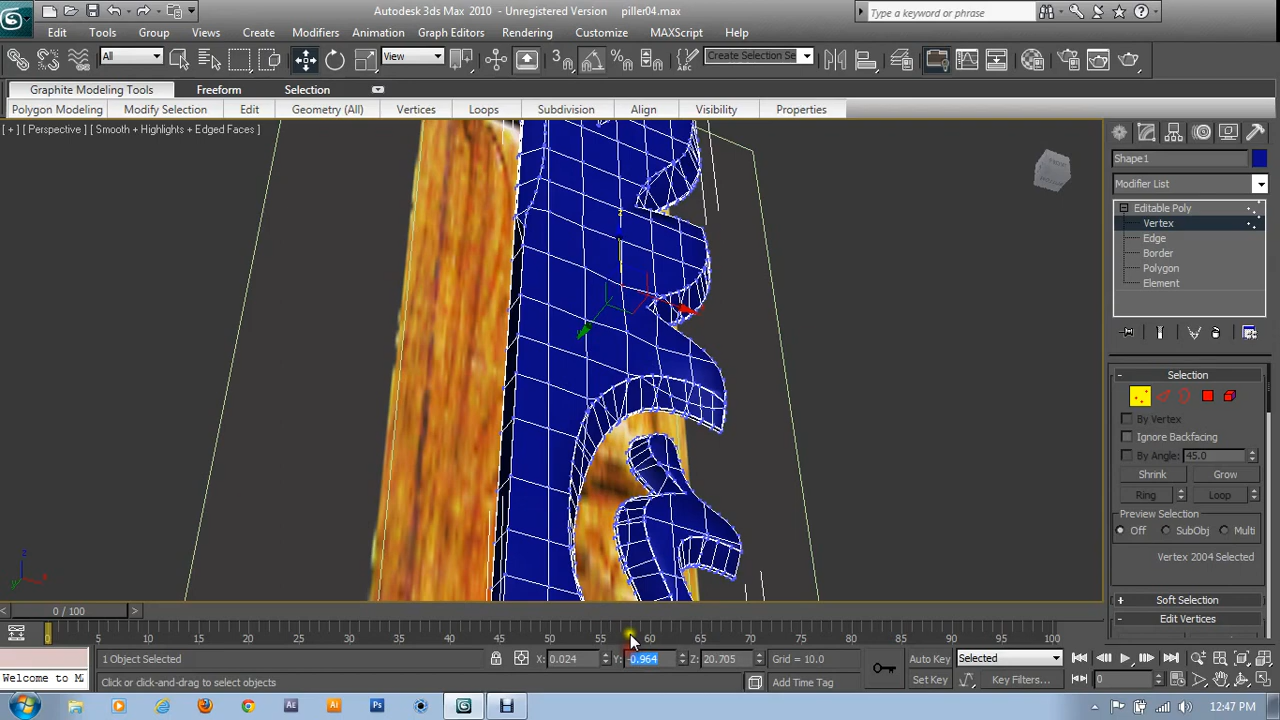 Autodesk 3ds Max 2010 - Unregistered Version piller04.max
Type a keyword or phrase
Edit Tools Group Views Create Modifiers Animation Graph Editors Rendering Customize MAXScript Help
All View Create Selection Se
Graphite Modeling Tools Freeform Selection
Polygon Modeling Modify Selection Edit Geometry (All) Vertices Loops Subdivision Align Visibility Properties
[ + ] [ Perspective ] [ Smooth + Highlights + Edged Faces ]
Shape1
Modifier List
Editable Poly
Vertex
Edge
Border
Polygon
Element
Selection
By Vertex
Ignore Backfacing
By Angle: 45.0
Shrink Grow
Ring Loop
Preview Selection
Off SubObj Multi
Vertex 2004 Selected
Soft Selection
Edit Vertices
0 / 100
0 5 10 15 20 25 30 35 40 45 50 55 60 65 70 75 80 85 90 95 100
1 Object Selected X: 0.024 Y: -0.964 Z: 20.705 Grid = 10.0 Auto Key Selected
Welcome to M Click or click-and-drag to select objects Add Time Tag Set Key Key Filters... 0
Ae Ai Ps 12:47 PM